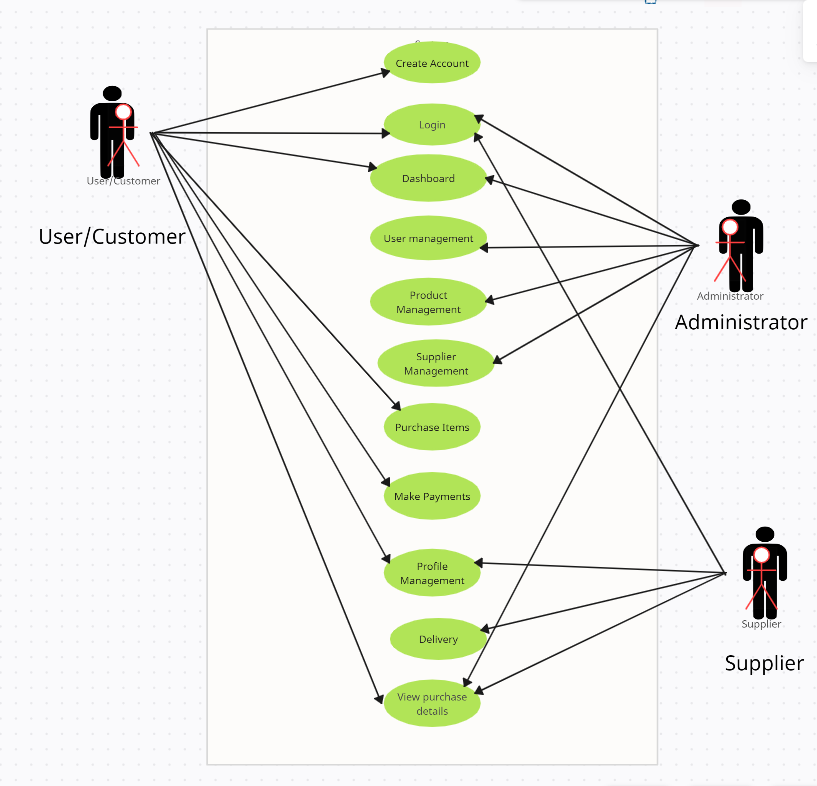 Create Account
Login
Dashboard
User management
Product
Management
Supplier
Management
Purchase Items
Make Payments
Profile
Management
Delivery
View purchase
details
User/Customer
User/Customer
Administrator
Administrator
Supplier
Supplier